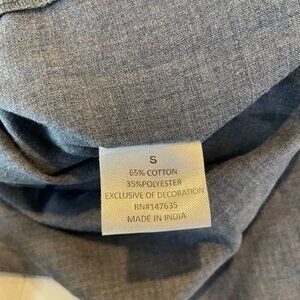 S
65% COTTON
35%POLYESTER
EXCLUSIVE OF DECORATION
RN#147635
MADE IN INDIA